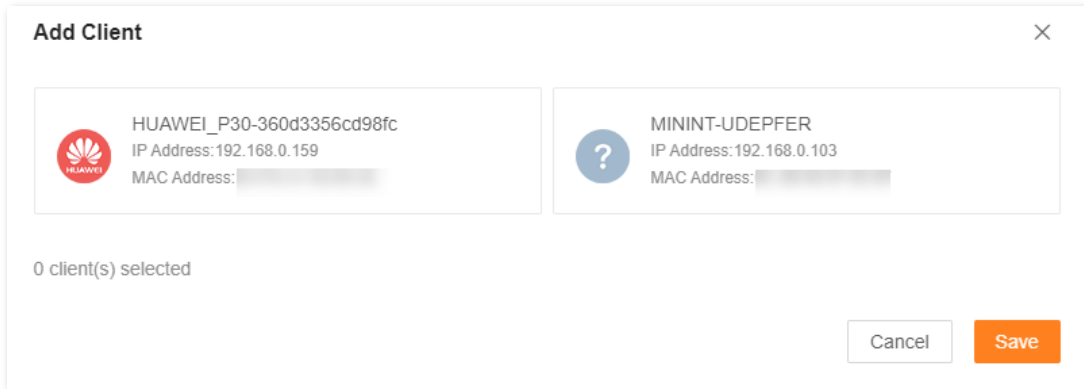 Add Client
HUAWEI_P30-360d3356cd98fc
IP Address:192.168.0.159
MAC Address:
HUAWEI
MININT-UDEPFER
IP Address:192.168.0.103
MAC Address:
?
0 client(s) selected
Cancel
Save